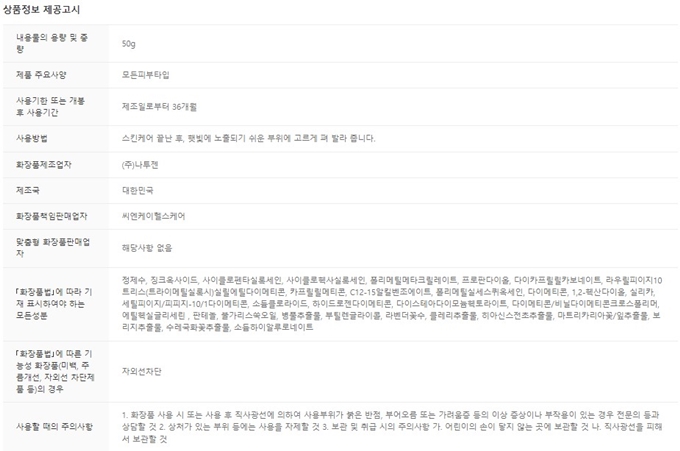 상품정보 제공고시
내용물의 용량 및 중
량
50g
제품 주요사양
모든피부타입
사용기한 또는 개봉
후 사용기간
제조일로부터 36개월
사용방법
스킨케어 끝난 후, 햇빛에 노출되기 쉬운 부위에 고르게 펴 발라 줍니다.
화장품제조업자
(주)나투젠
제조국
대한민국
화장품책임판매업자
씨엔케이헬스케어
맞춤형 화장품판매업
자
해당사항 없음
「화장품법」에 따라 기
재 표시하여야 하는
모든성분
정제수, 징크옥사이드, 사이클로펜타실록세인, 사이클로헥사실록세인, 폴리메틸메타크릴레이트, 프로판다이올, 다이카프릴릴카보네이트, 라우릴피이지10
트리스(트라이메틸실록시)실릴에틸다이메티콘, 카프릴릴메티콘, C12-15알킬벤조에이트, 폴리메틸실세스퀴옥세인, 다이메티콘, 1,2-헥산다이올, 실리카,
세틸피이지/피피지-10/1다이메티콘, 소듐클로라이드, 하이드로젠다이메티콘, 다이스테아다이모늄헥토라이트, 다이메티콘/비닐다이메티콘크로스폴리머,
에틸헥실글리세린 , 판테놀, 불가리스쑥오일, 병풀추출물, 부틸렌글라이콜, 라벤더꽃수, 클레리추출물, 히아신스전초추출물, 마트리카리아꽃/잎추출물, 보
리지추출물, 수레국화꽃추출물, 소듐하이알루로네이트
「화장품법」에 따른 기
능성 화장품(미백, 주
름개선, 자외선 차단제
품 등)의 경우
자외선차단
사용할 때의 주의사항
1. 화장품 사용 시 또는 사용 후 직사광선에 의하여 사용부위가 붉은 반점, 부어오름 또는 가려움증 등의 이상 증상이나 부작용이 있는 경우 전문의 등과
상담할 것 2. 상처가 있는 부위 등에는 사용을 자제할 것 3. 보관 및 취급 시의 주의사항 가. 어린이의 손이 닿지 않는 곳에 보관할 것 나. 직사광선을 피해
서 보관할 것